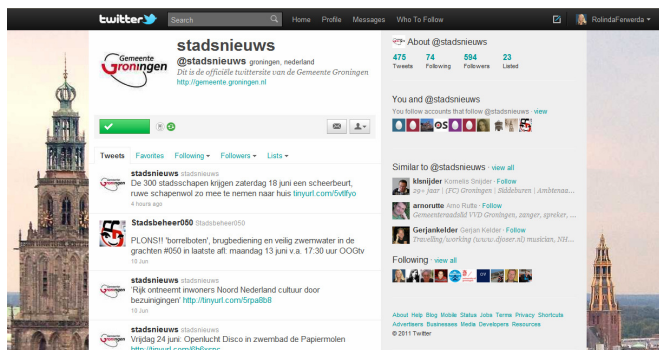 twitter
Search
Home Profile Messages Who To Follow
RolindaFerwerda
Gemeente
Groningen
stadsnieuws
@stadsnieuws groningen, nederland
Dit is de officiële twittersite van de Gemeente Groningen
http://gemeente.groningen.nl
Tweets Favorites Following Followers Lists
stadsnieuws stadsnieuws
De 300 stadsschapen krijgen zaterdag 18 juni een scheerbeurt,
ruwe schapenwol zo mee te nemen naar huis tinyurl.com/5vtlfyo
4 hours ago
Stadsbeheer050 Stadsbeheer050
PLONS!! 'borrelboten', brugbediening en veilig zwemwater in de
grachten #050 in laatste afl: maandag 13 juni v.a. 17:30 uur OOGtv
10 Jun
stadsnieuws stadsnieuws
'Rijk ontmeent inwoners Noord Nederland cultuur door
bezuinigingen' http://tinyurl.com/5rpa8b8
10 Jun
stadsnieuws stadsnieuws
Vrijdag 24 juni: Openlucht Disco in zwembad de Papiermolen
About @stadsnieuws
475 74 594 23
Tweets Following Followers Listed
You and @stadsnieuws
You follow accounts that follow @stadsnieuws · view
Similar to @stadsnieuws · view all
klsnijder Kornelis Snijder · Follow
29+ jaar | (FC) Groningen | Siddeburen | Ambtenaa...
arnorutte Arno Rutte · Follow
Gemeenteraadslid VVD Groningen, zanger, spreker, ...
Gerjankelder Gerjan Kelder · Follow
Travelling/working (www.djoser.nl) musician, NH...
Following · view all
About Help Blog Mobile Status Jobs Terms Privacy Shortcuts
Advertisers Businesses Media Developers Resources
© 2011 Twitter